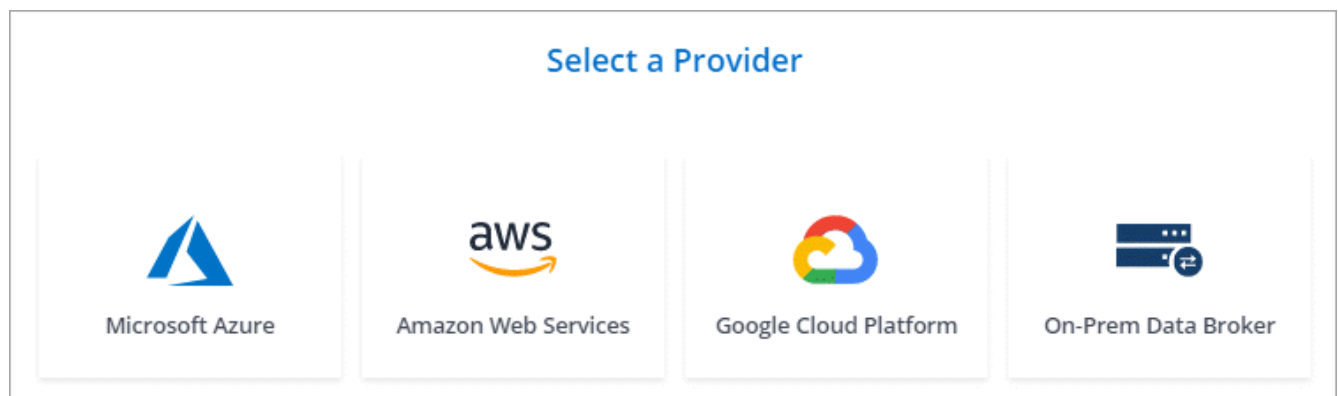 Select a Provider
aws
Microsoft Azure
Amazon Web Services
Google Cloud Platform
On-Prem Data Broker